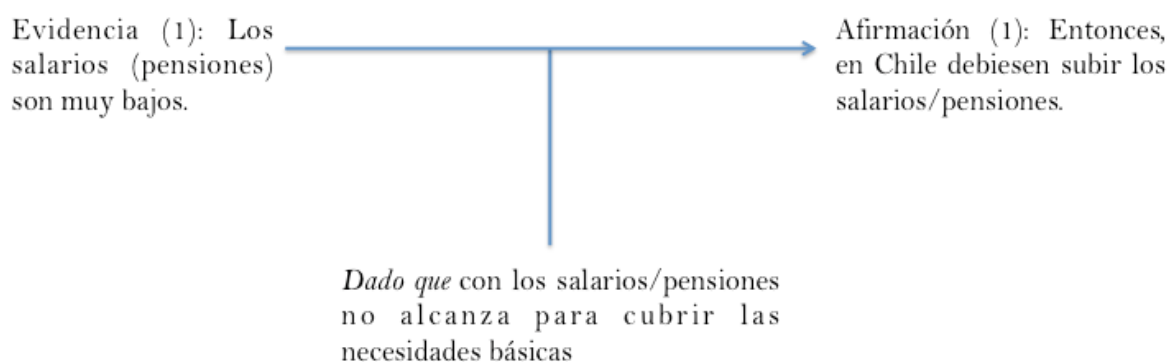 Evidencia (1): Los
salarios (pensiones)
son muy bajos.
Afirmación (1): Entonces,
en Chile debiesen subir los
salarios/pensiones.
Dado que con los salarios/pensiones
no alcanza para cubrir las
necesidades básicas